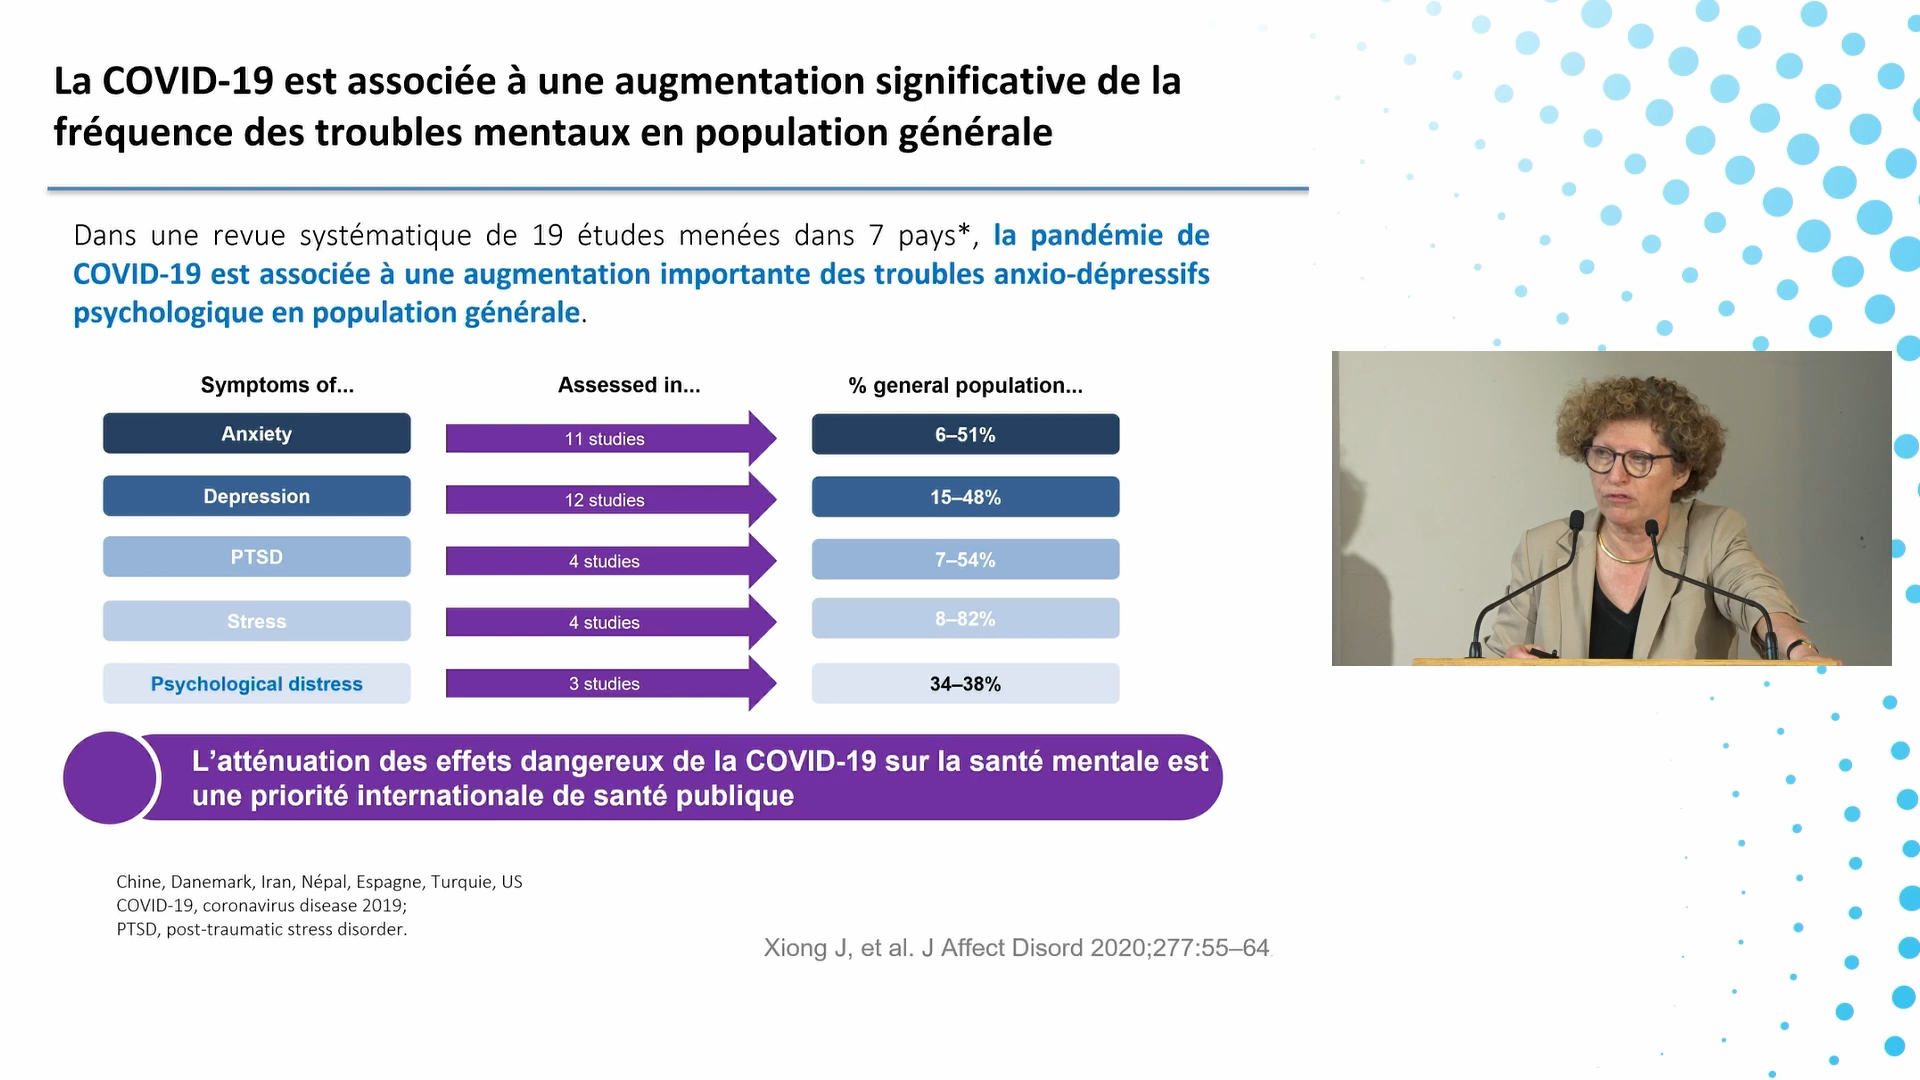 La COVID-19 est associée à une augmentation significative de la
fréquence des troubles mentaux en population générale
Dans une revue systématique de 19 études menées dans 7 pays*, la pandémie de
COVID-19 est associée à une augmentation importante des troubles anxio-dépressifs
psychologique en population générale.
Symptoms of... Assessed in... % general population...
Anxiety 11 studies 6–51%
Depression 12 studies 15–48%
PTSD 4 studies 7–54%
Stress 4 studies 8–82%
Psychological distress 3 studies 34–38%
L’atténuation des effets dangereux de la COVID-19 sur la santé mentale est
une priorité internationale de santé publique
Chine, Danemark, Iran, Népal, Espagne, Turquie, US
COVID-19, coronavirus disease 2019;
PTSD, post-traumatic stress disorder.
Xiong J, et al. J Affect Disord 2020;277:55–64